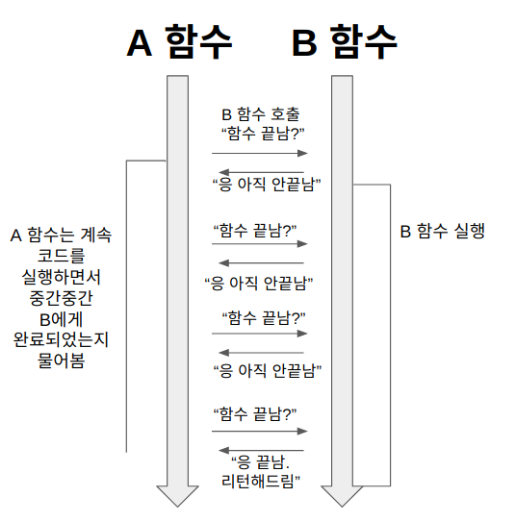 A 함수
B 함수
B 함수 호출
“함수 끝남?”
“응 아직 안끝남”
“함수 끝남?”
“응 아직 안끝남”
“함수 끝남?”
“응 아직 안끝남”
“함수 끝남?”
“응 끝남.
리턴해드림”
A 함수는 계속
코드를
실행하면서
중간중간
B에게
완료되었는지
물어봄
B 함수 실행